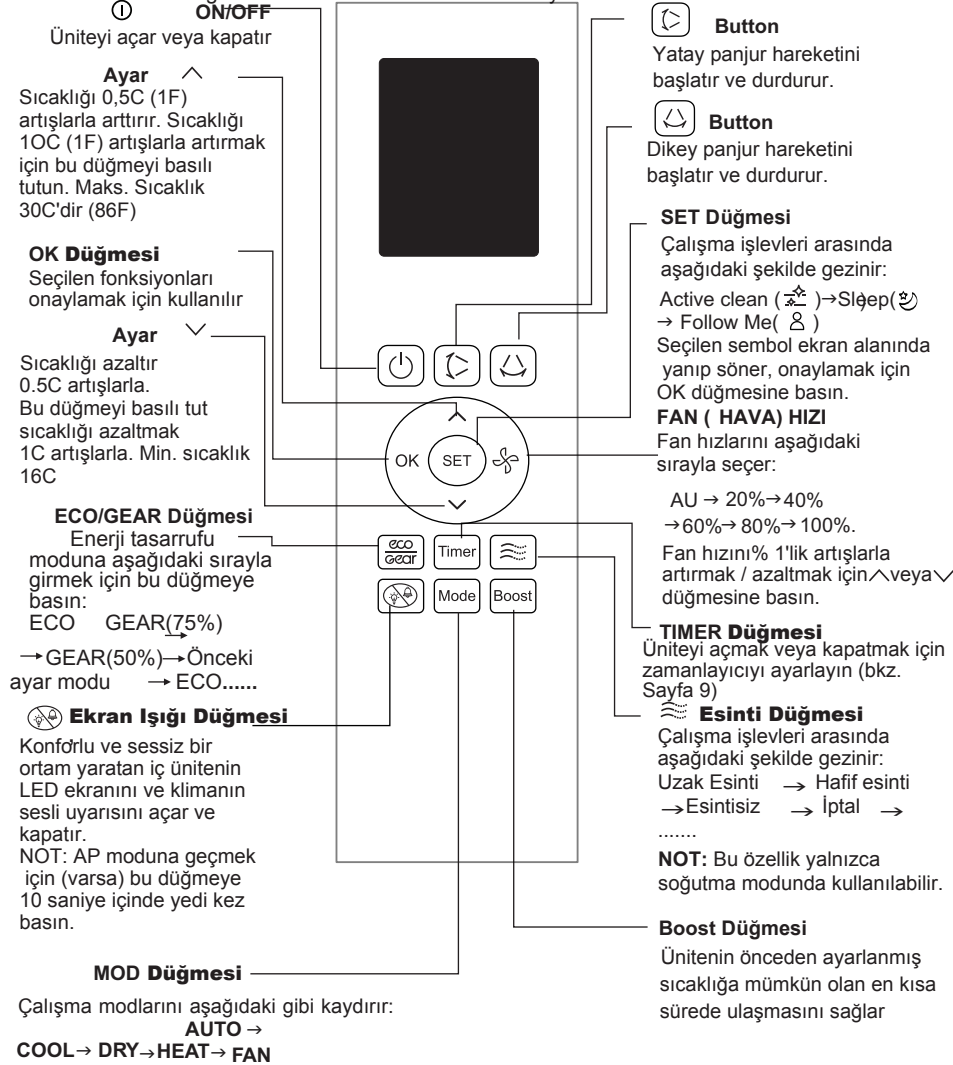 ON/OFF
Üniteyi açar veya kapatır
Ayar
Sıcaklığı 0,5C (1F)
artışlarla arttırır. Sıcaklığı
1OC (1F) artışlarla artırmak
için bu düğmeyi basılı
tutun. Maks. Sıcaklık
30C'dir (86F)
OK Düğmesi
Seçilen fonksiyonları
onaylamak için kullanılır
Ayar
Sıcaklığı azaltır
0.5C artışlarla.
Bu düğmeyi basılı tut
sıcaklığı azaltmak
1C artışlarla. Min. sıcaklık
16C
ECO/GEAR Düğmesi
Enerji tasarrufu
moduna aşağıdaki sırayla
girmek için bu düğmeye
basın:
ECO GEAR(75%)
→
→GEAR(50%)→Önceki
ayar modu → ECO......
Ekran Işığı Düğmesi
Konforlu ve sessiz bir
ortam yaratan iç ünitenin
LED ekranını ve klimanın
sesli uyarısını açar ve
kapatır.
NOT: AP moduna geçmek
için (varsa) bu düğmeye
10 saniye içinde yedi kez
basın.
MOD Düğmesi
Çalışma modlarını aşağıdaki gibi kaydırır:
AUTO →
COOL→ DRY→HEAT→ FAN
OK SET
eco
Gear
Timer
Mode
Boost
Button
Yatay panjur hareketini
başlatır ve durdurur.
Button
Dikey panjur hareketini
başlatır ve durdurur.
SET Düğmesi
Çalışma işlevleri arasında
aşağıdaki şekilde gezinir:
Active clean ( )→Sleep( )
→ Follow Me( )
Seçilen sembol ekran alanında
yanıp söner, onaylamak için
OK düğmesine basın.
FAN ( HAVA) HIZI
Fan hızlarını aşağıdaki
sırayla seçer:
AU → 20%→40%
→60%→ 80%→ 100%.
Fan hızını% 1'lik artışlarla
artırmak / azaltmak için veya
düğmesine basın.
TIMER Düğmesi
Üniteyi açmak veya kapatmak için
zamanlayıcıyı ayarlayın (bkz.
Sayfa 9)
Esinti Düğmesi
Çalışma işlevleri arasında
aşağıdaki şekilde gezinir:
Uzak Esinti → Hafif esinti
→Esintisiz → İptal →
.......
NOT: Bu özellik yalnızca
soğutma modunda kullanılabilir.
Boost Düğmesi
Ünitenin önceden ayarlanmış
sıcaklığa mümkün olan en kısa
sürede ulaşmasını sağlar